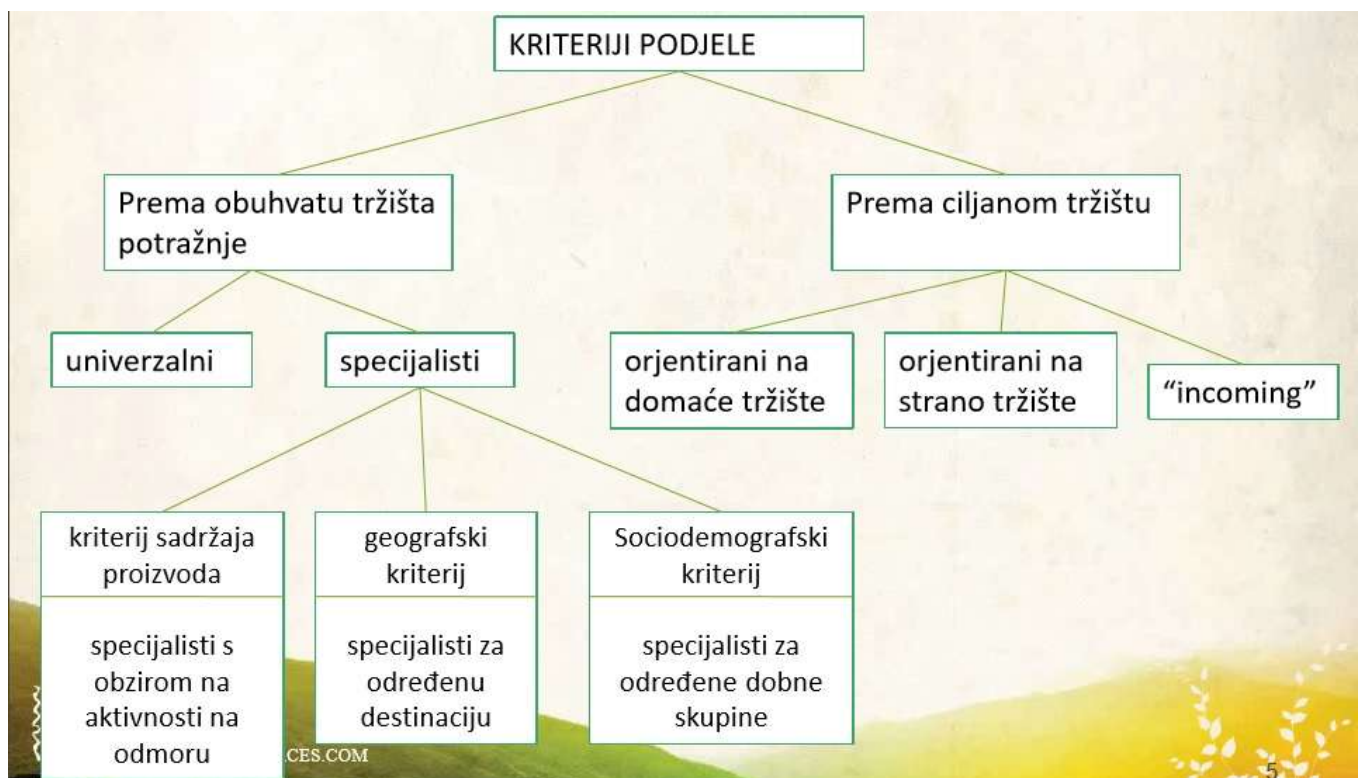 KRITERIJI PODJELE
Prema obuhvatu tržišta
potražnje
Prema ciljanom tržištu
univerzalni
specijalisti
orjentirani na
domaće tržište
orjentirani na
strano tržište
“incoming”
kriterij sadržaja
proizvoda
specijalisti s
obzirom na
aktivnosti na
odmoru
geografski
kriterij
specijalisti za
određenu
destinaciju
Sociodemografski
kriterij
specijalisti za
određene dobne
skupine
CES.COM
5